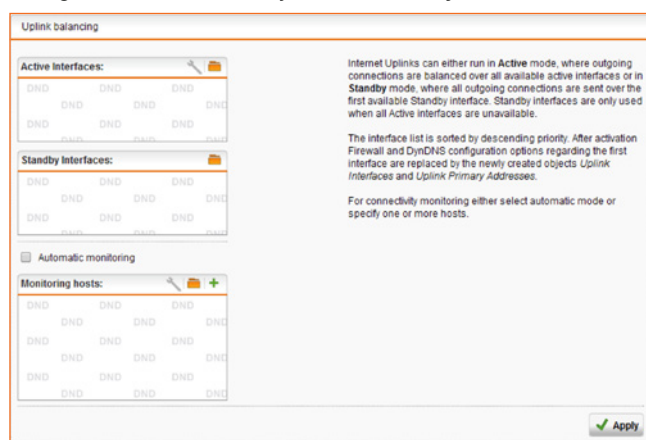 Uplink balancing
Active Interfaces:
DND DND DND
DND DND DND
DND DND DND
Standby Interfaces:
DND DND DND
DND DND DND
DND DND DND
Automatic monitoring
Monitoring hosts:
DND DND DND
DND DND DND
DND DND DND
DND DND DND
DND DND DND
DND DND DND
Internet Uplinks can either run in Active mode, where outgoing
connections are balanced over all available active interfaces or in
Standby mode, where all outgoing connections are sent over the
first available Standby interface. Standby interfaces are only used
when all Active interfaces are unavailable.
The interface list is sorted by descending priority. After activation
Firewall and DynDNS configuration options regarding the first
interface are replaced by the newly created objects Uplink
Interfaces and Uplink Primary Addresses.
For connectivity monitoring either select automatic mode or
specify one or more hosts.
Apply